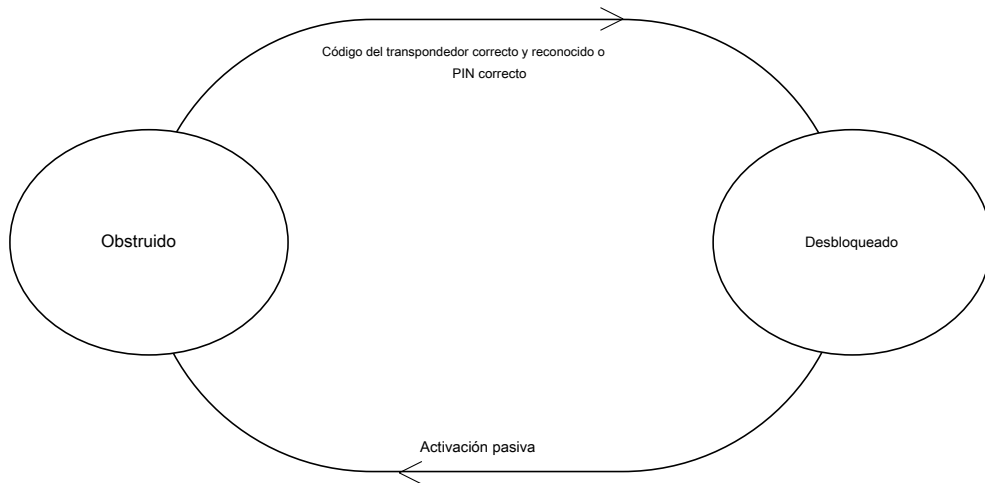 Código del transpondedor correcto y reconocido o
PIN correcto
Obstruido
Desbloqueado
Activación pasiva